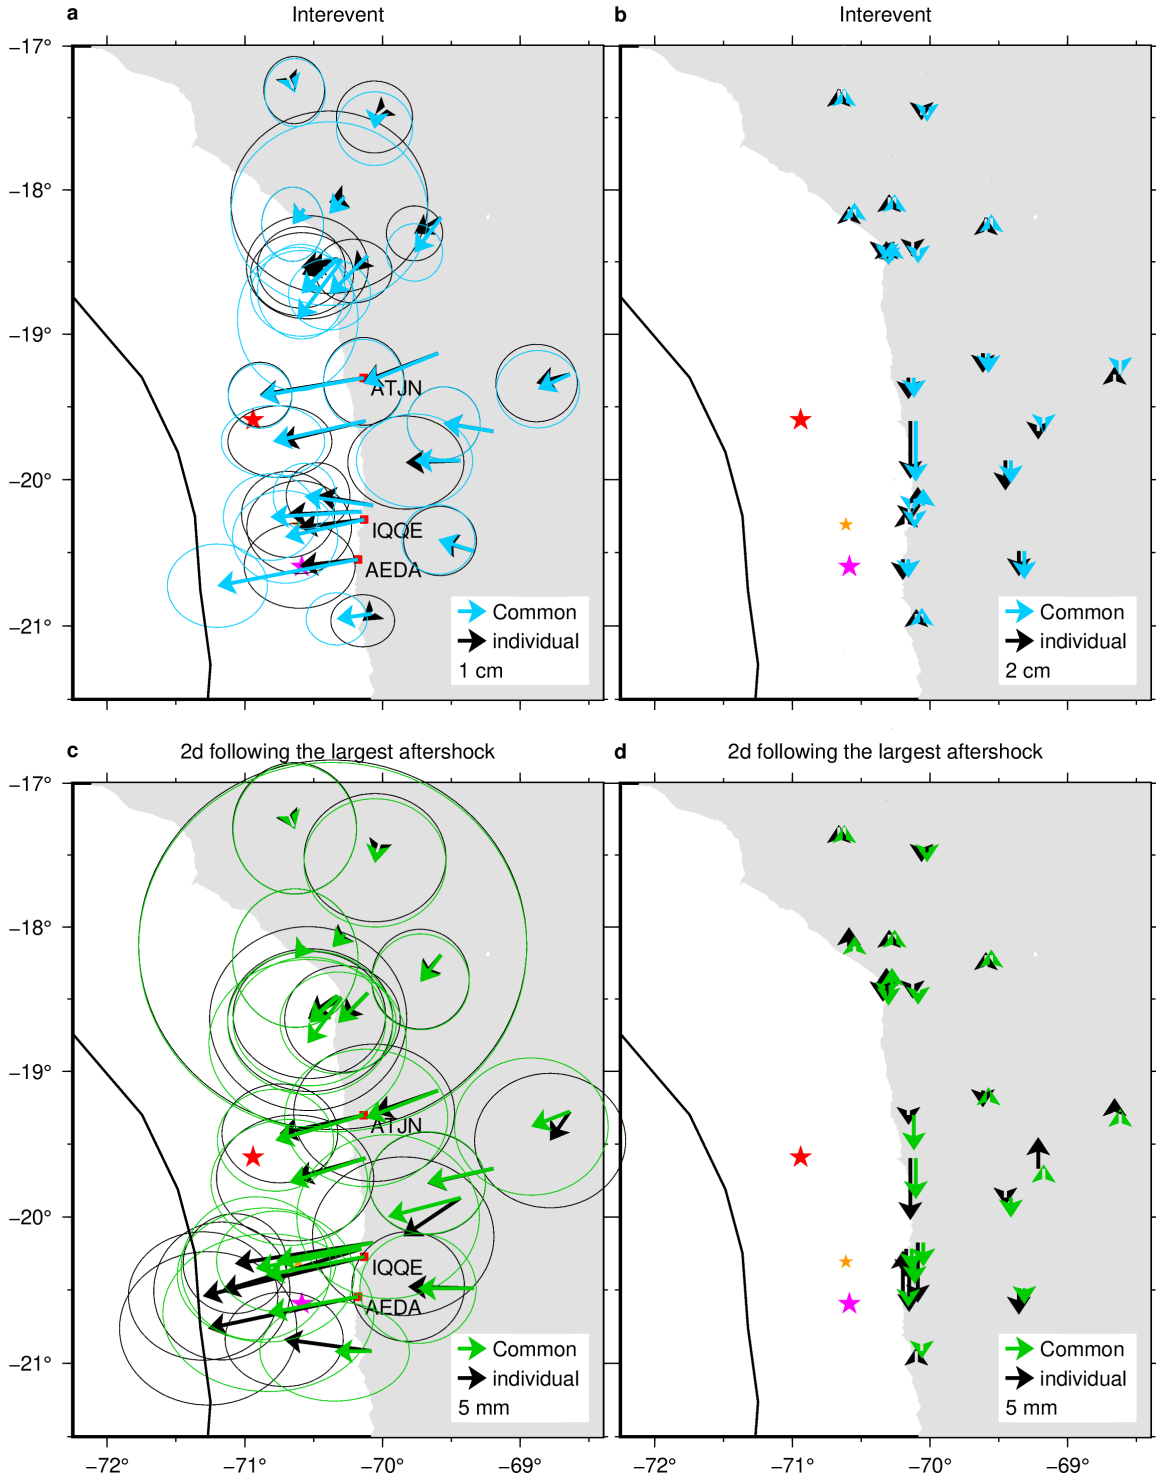 a Interevent
b Interevent
−17°
−18°
−19°
−20°
−21°
ATJN
IQQE
AEDA
Common
individual
1 cm
Common
individual
2 cm
c 2d following the largest aftershock
d 2d following the largest aftershock
−17°
−18°
−19°
−20°
−21°
ATJN
IQQE
AEDA
Common
individual
5 mm
Common
individual
5 mm
−72° −71° −70° −69° −72° −71° −70° −69°